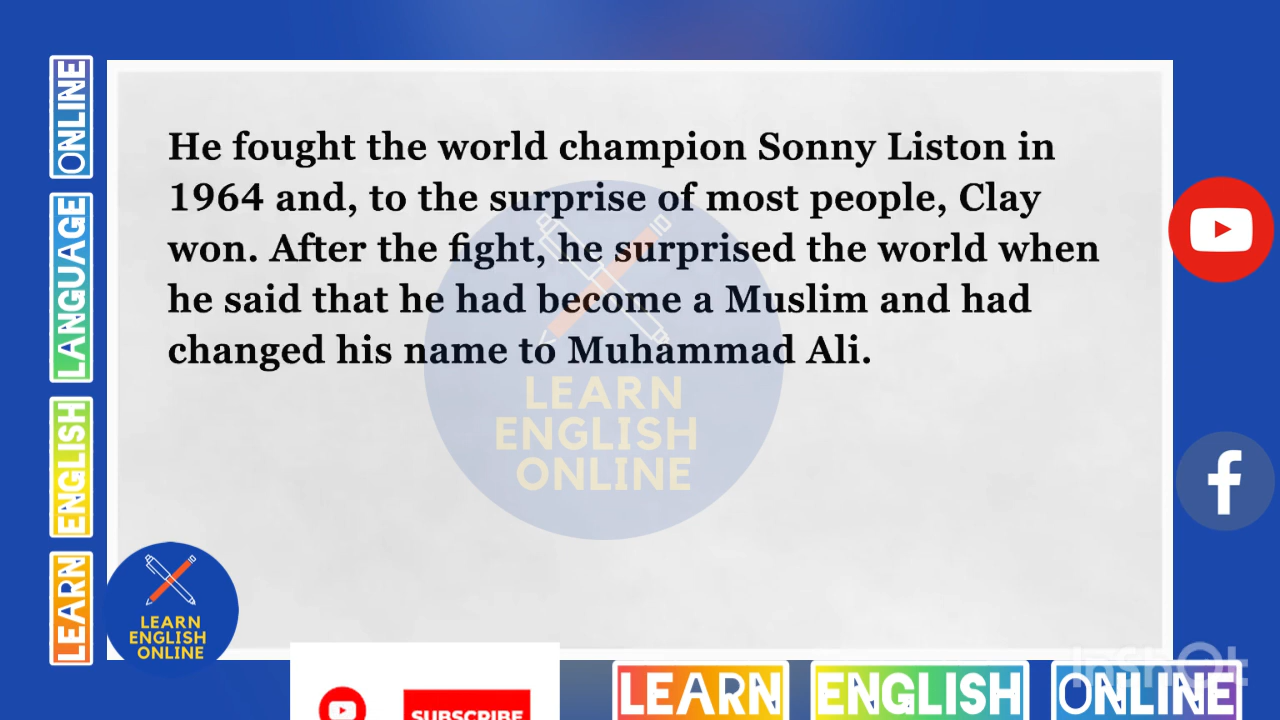 He fought the world champion Sonny Liston in
1964 and, to the surprise of most people, Clay
won. After the fight, he surprised the world when
he said that he had become a Muslim and had
changed his name to Muhammad Ali.
LEARN
ENGLISH
ONLINE
LEARN ENGLISH LANGUAGE ONLINE
LEARN
ENGLISH
ONLINE
SUBSCRIBE
LEARN ENGLISH ONLINE
InShOt